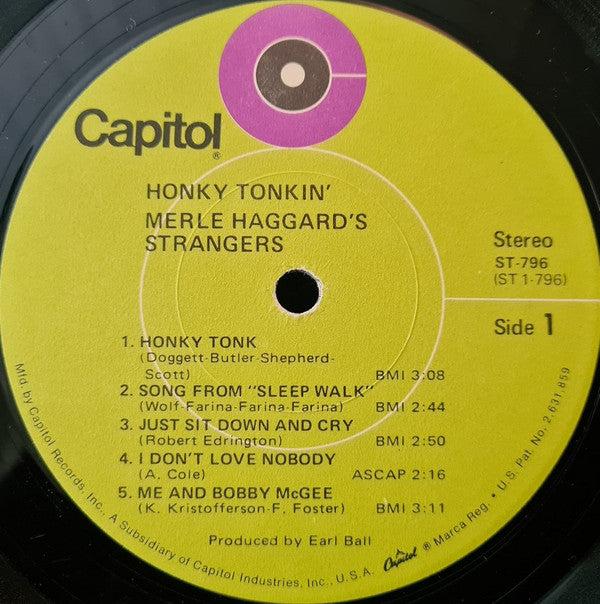 Capitol®
HONKY TONKIN'
MERLE HAGGARD'S
STRANGERS
Stereo
ST-796
(ST 1-796)
Side 1
1. HONKY TONK
(Doggett-Butler-Shepherd-
Scott) BMI 3:08
2. SONG FROM "SLEEP WALK"
(Wolf-Farina-Farina-Farina) BMI 2:44
3. JUST SIT DOWN AND CRY
(Robert Edrington) BMI 2:50
4. I DON'T LOVE NOBODY
(A. Cole) ASCAP 2:16
5. ME AND BOBBY McGEE
(K. Kristofferson-F. Foster) BMI 3:11
Produced by Earl Ball
Mfd. by Capitol Records, Inc., A Subsidiary of Capitol Industries, Inc., U.S.A. Capitol ® Marca Reg. • U.S. Pat. No. 2,631,859